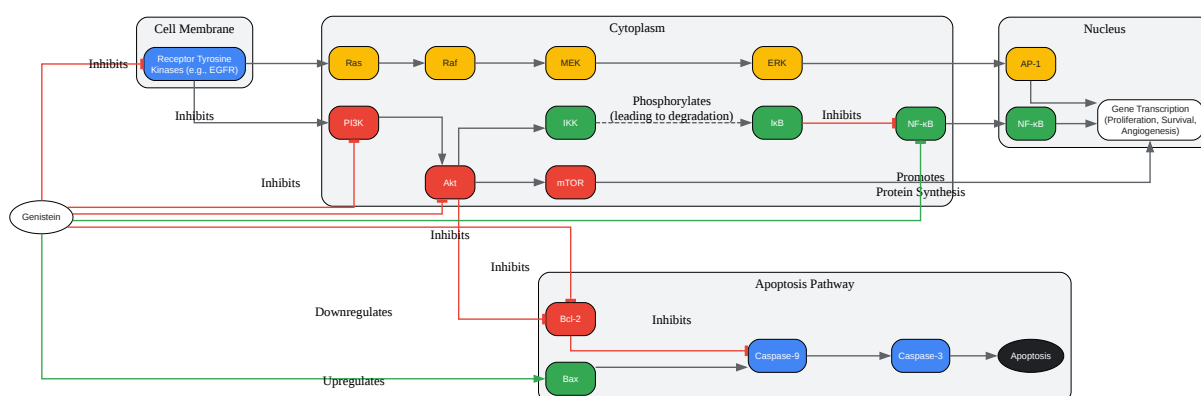 Cell Membrane
Cytoplasm
Nucleus
Inhibits
Receptor Tyrosine
Kinases (e.g., EGFR)
Ras
Raf
MEK
ERK
AP-1
Inhibits
PI3K
IKK
Phosphorylates
(leading to degradation)
IκB
Inhibits
NF-κB
NF-κB
Gene Transcription
(Proliferation, Survival,
Angiogenesis)
Inhibits
Akt
mTOR
Promotes
Protein Synthesis
Genistein
Inhibits
Inhibits
Apoptosis Pathway
Downregulates
Bcl-2
Inhibits
Caspase-9
Caspase-3
Apoptosis
Upregulates
Bax